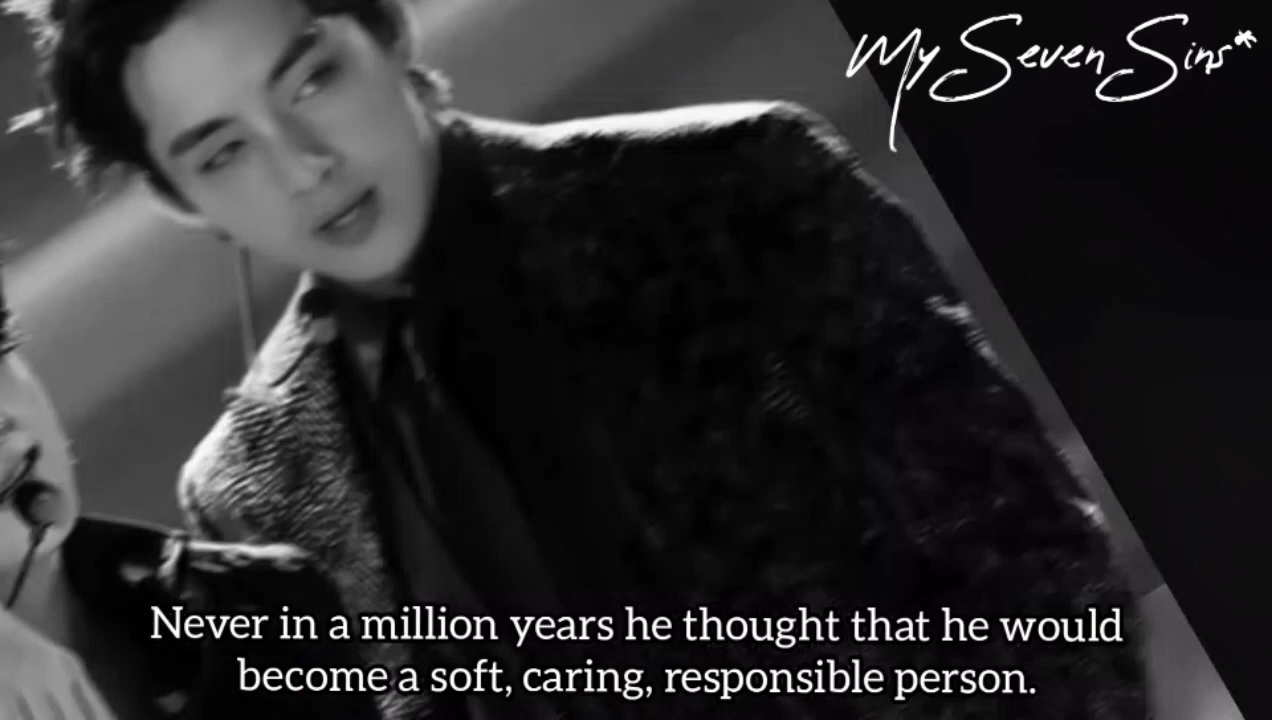 My Seven Sins*
Never in a million years he thought that he would
become a soft, caring, responsible person.